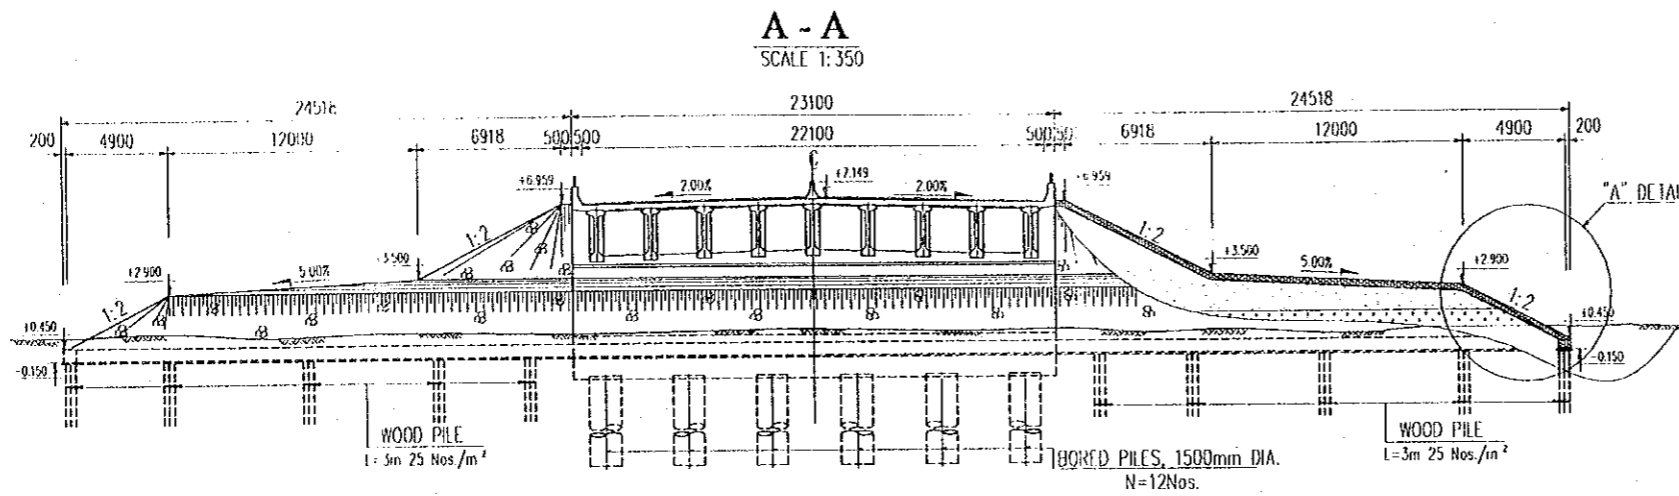 A - A
SCALE 1:350
24518 23100 24518
200 4900 12000 6918 500 500 22100 500 50 6918 12000 4900 200
+6.959 2.00% +7.149 2.00% +6.959
"A" DETAI
1:2 1:2
+3.500 +3.500
+2.900 5.00% 5.00% +2.900
1:2 1:2
+0.450 +0.450
-0.150 -0.150
WOOD PILE
L=3m 25 Nos./m²
WOOD PILE
L=3m 25 Nos./m²
BORED PILES, 1500mm DIA.
N=12Nos.